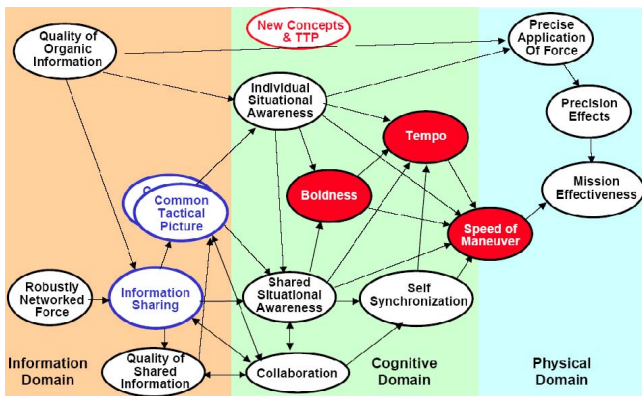 Quality of
Organic
Information
New Concepts
& TTP
Precise
Application
Of Force
Individual
Situational
Awareness
Tempo
Precision
Effects
Boldness
Mission
Effectiveness
Common
Tactical
Picture
Speed of
Maneuver
Robustly
Networked
Force
Information
Sharing
Shared
Situational
Awareness
Self
Synchronization
Information
Domain
Quality of
Shared
Information
Collaboration
Cognitive
Domain
Physical
Domain